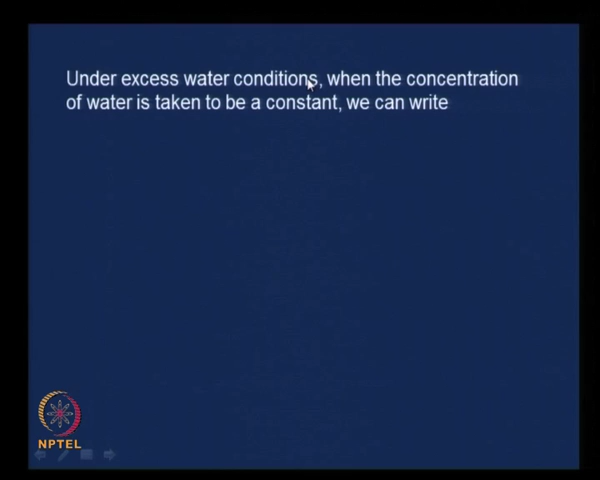 Under excess water conditions, when the concentration
of water is taken to be a constant, we can write
NPTEL